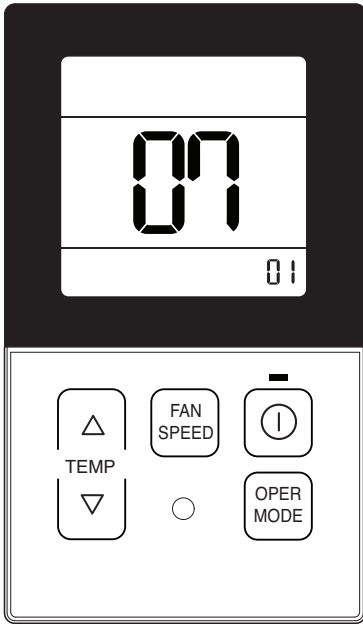 07
01
FAN
SPEED
TEMP
OPER
MODE